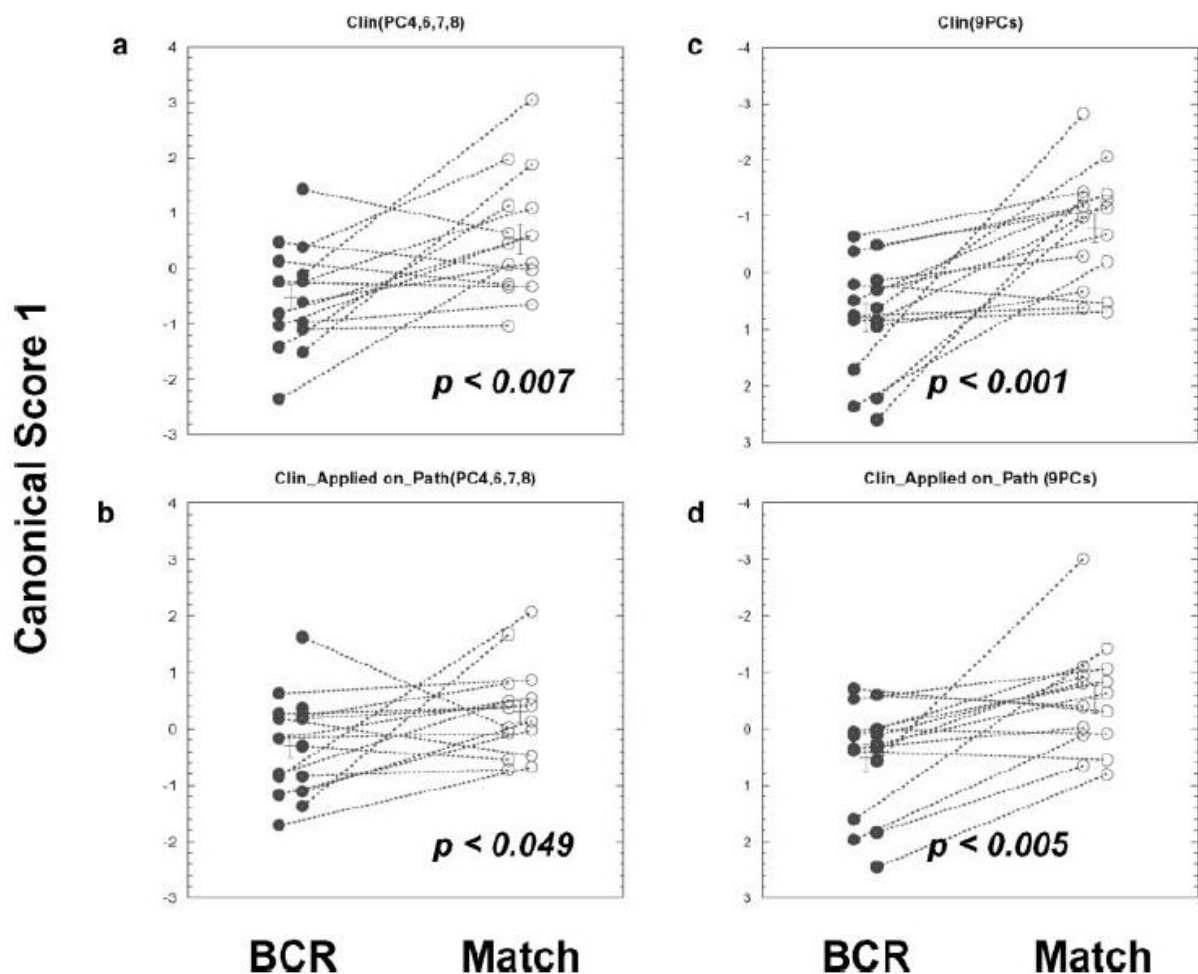 Canonical Score 1
a
Clin(PC4,6,7,8)
4
3
2
1
0
-1
-2
-3
p < 0.007
c
Clin(9PCs)
-4
-3
-2
-1
0
1
2
3
p < 0.001
b
Clin_Applied on_Path(PC4,6,7,8)
4
3
2
1
0
-1
-2
-3
p < 0.049
d
Clin_Applied on_Path (9PCs)
-4
-3
-2
-1
0
1
2
3
p < 0.005
BCR Match BCR Match